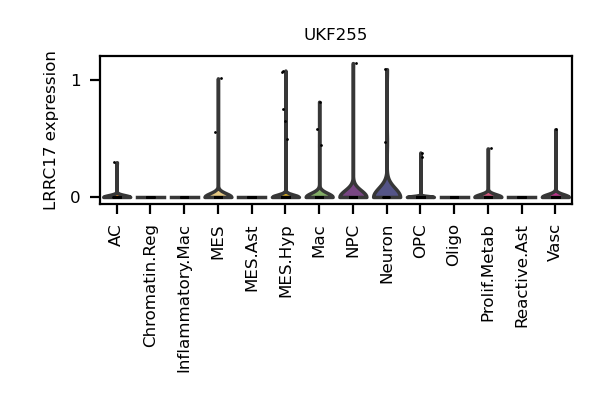 UKF255
LRRC17 expression
1
0
AC
Chromatin.Reg
Inflammatory.Mac
MES
MES.Ast
MES.Hyp
Mac
NPC
Neuron
OPC
Oligo
Prolif.Metab
Reactive.Ast
Vasc